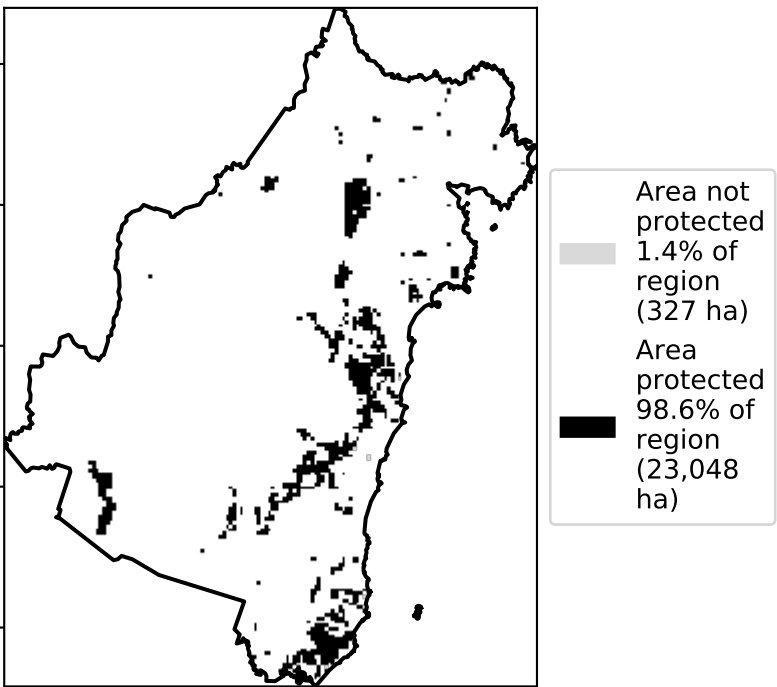 Area not
protected
1.4% of
region
(327 ha)
Area
protected
98.6% of
region
(23,048
ha)